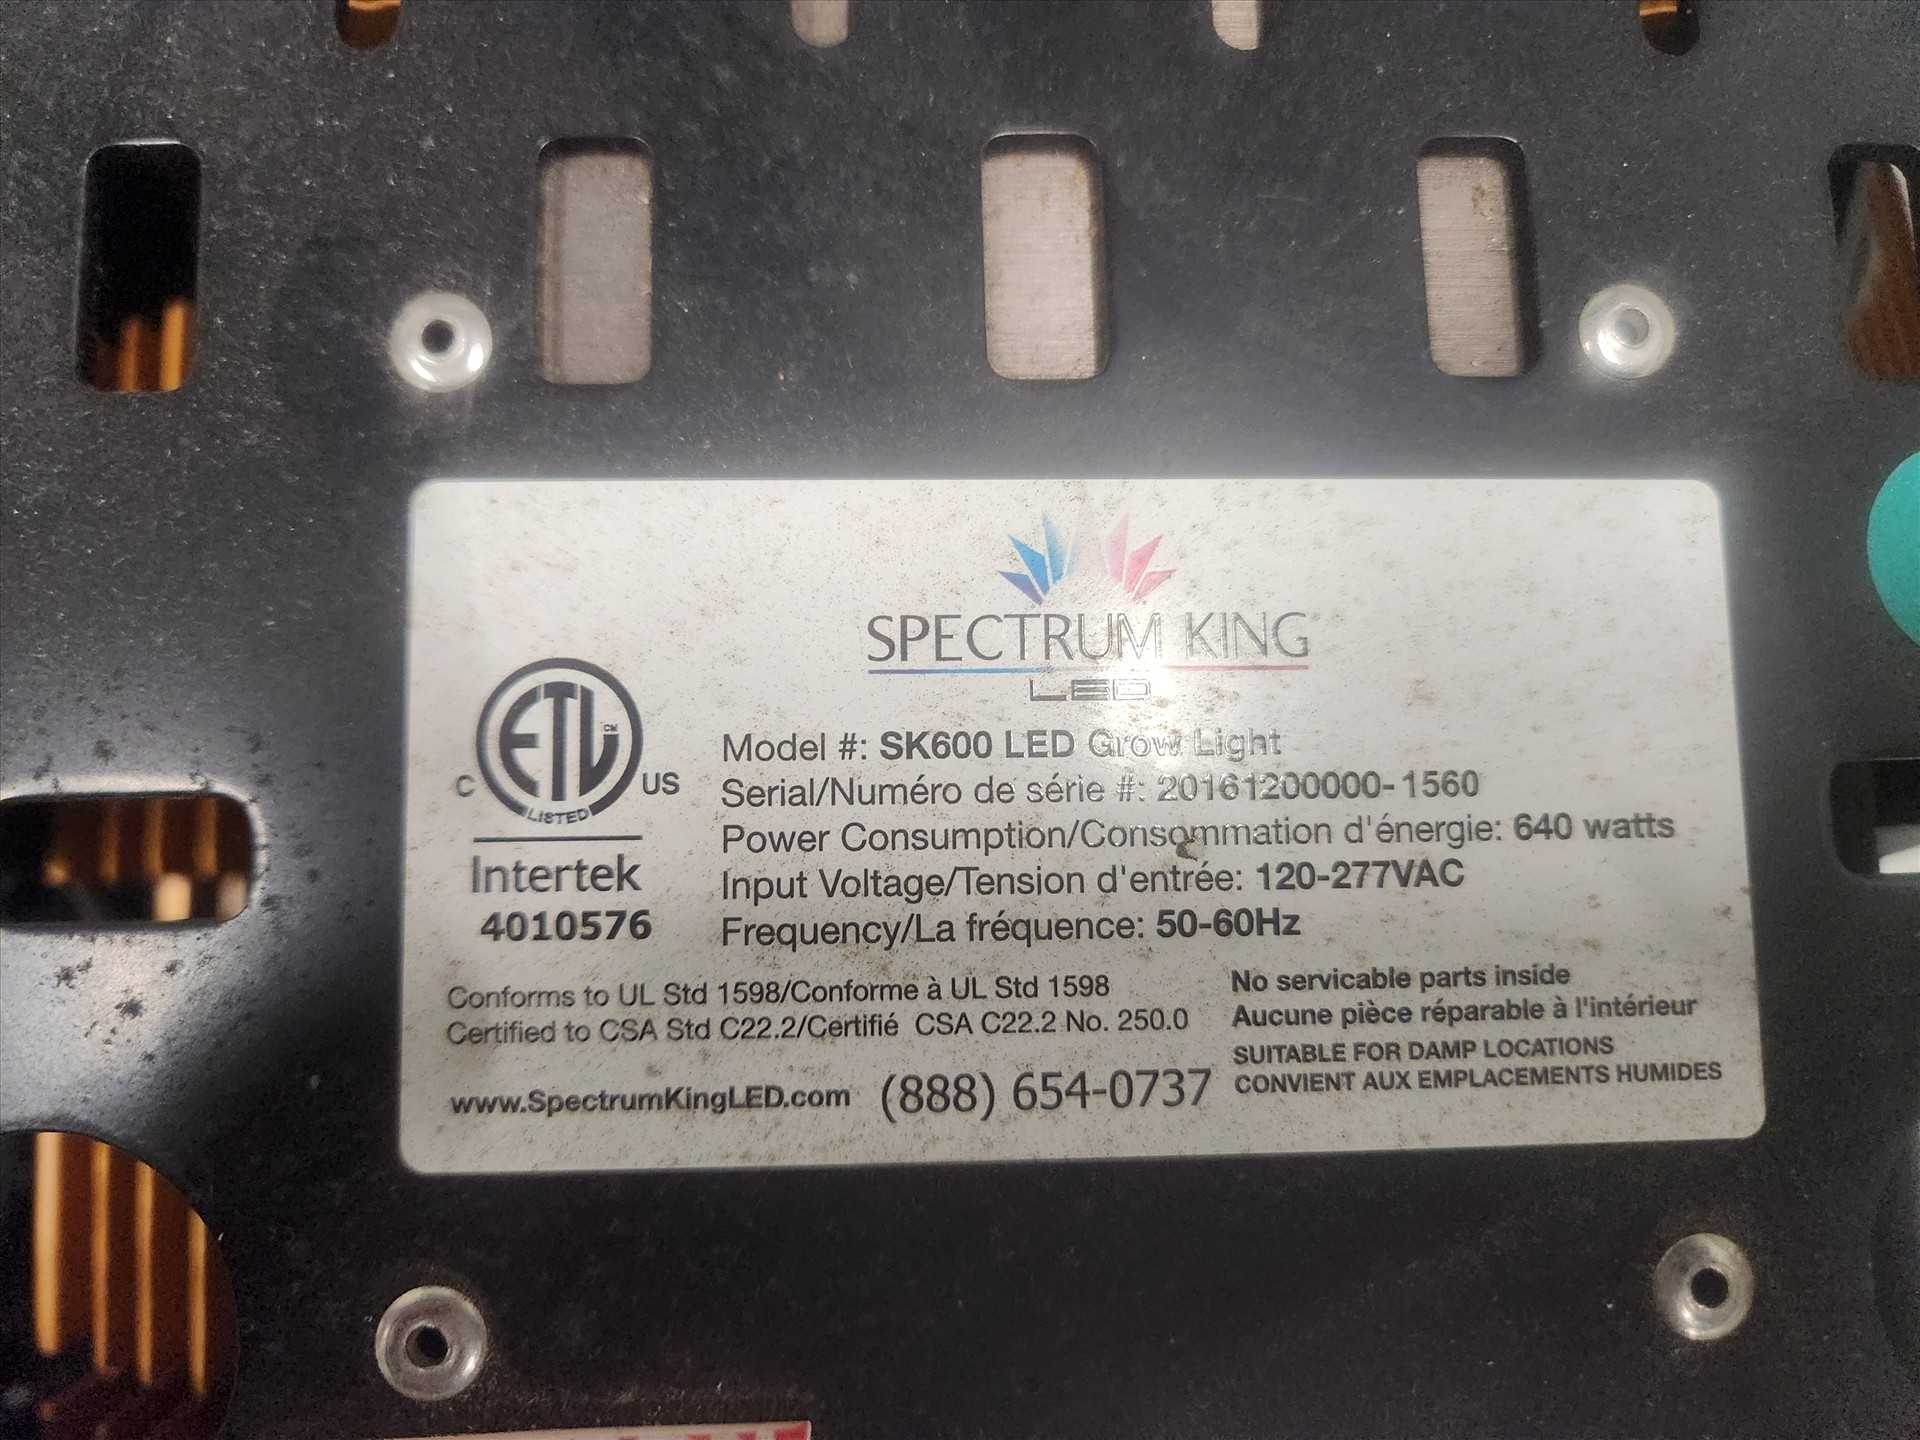 SPECTRUM KING
LED
Model #: SK600 LED Grow Light
Serial/Numéro de série #: 20161200000-1560
Power Consumption/Consommation d'énergie: 640 watts
Input Voltage/Tension d'entrée: 120-277VAC
Frequency/La fréquence: 50-60Hz
ETL CM
C US
LISTED
Intertek
4010576
Conforms to UL Std 1598/Conforme à UL Std 1598
Certified to CSA Std C22.2/Certifié CSA C22.2 No. 250.0
www.SpectrumKingLED.com (888) 654-0737
No servicable parts inside
Aucune pièce réparable à l'intérieur
SUITABLE FOR DAMP LOCATIONS
CONVIENT AUX EMPLACEMENTS HUMIDES